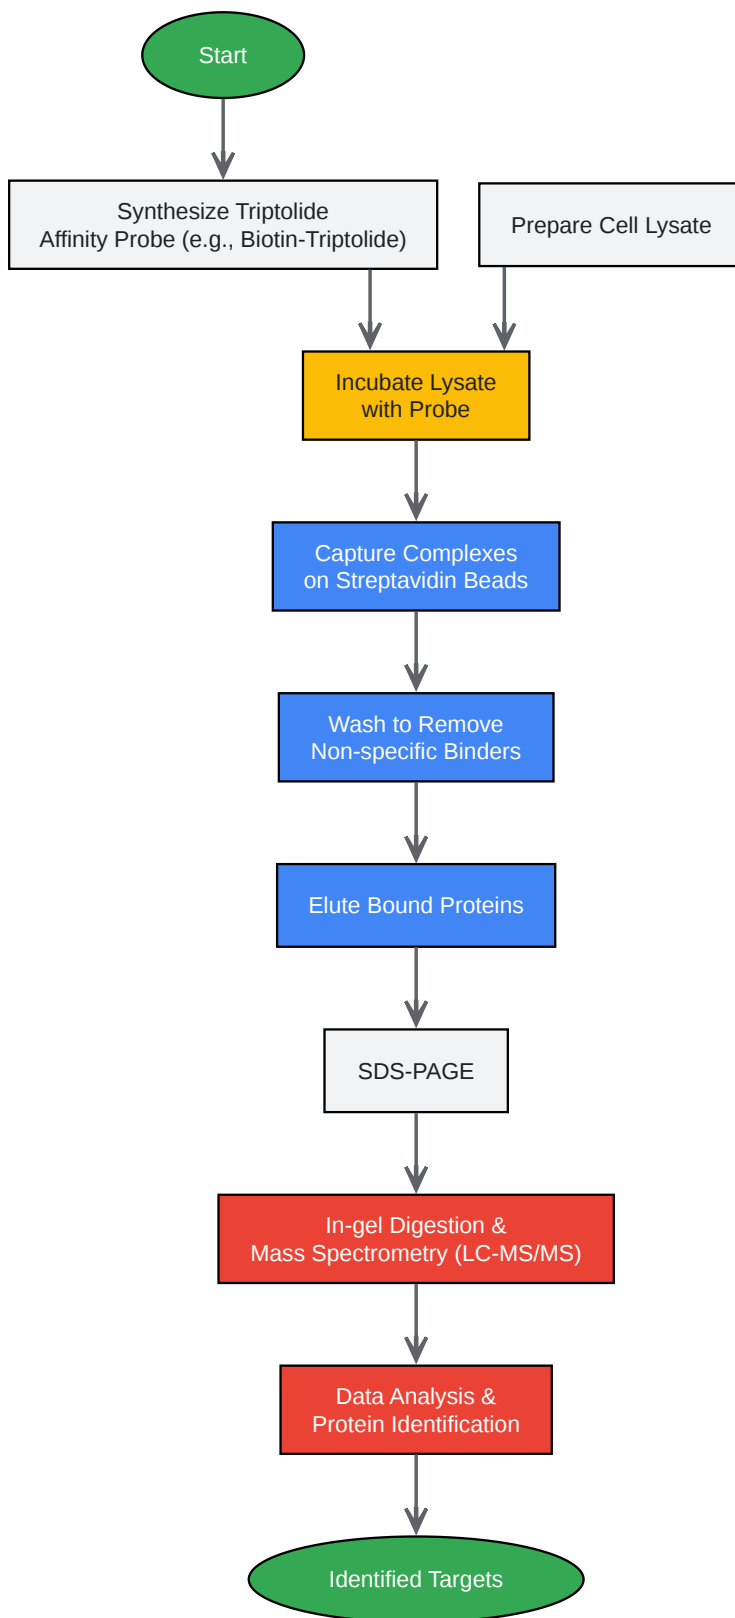 Start
Synthesize Triptolide
Affinity Probe (e.g., Biotin-Triptolide)
Prepare Cell Lysate
Incubate Lysate
with Probe
Capture Complexes
on Streptavidin Beads
Wash to Remove
Non-specific Binders
Elute Bound Proteins
SDS-PAGE
In-gel Digestion &
Mass Spectrometry (LC-MS/MS)
Data Analysis &
Protein Identification
Identified Targets